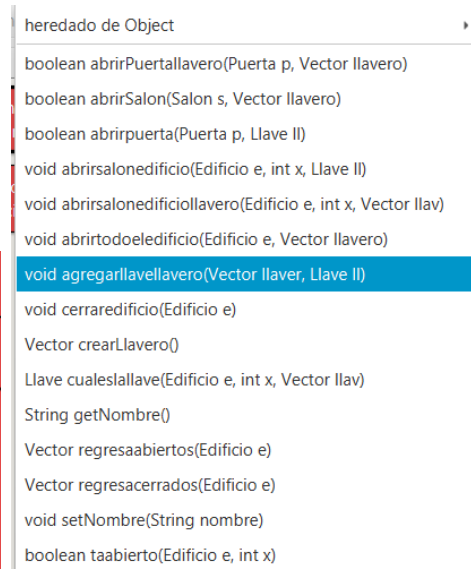 heredado de Object
boolean abrirPuertallavero(Puerta p, Vector llavero)
boolean abrirSalon(Salon s, Vector llavero)
boolean abrirpuerta(Puerta p, Llave ll)
void abrirsalonedificio(Edificio e, int x, Llave ll)
void abrirsalonedificiollavero(Edificio e, int x, Vector llav)
void abrirtodoeledificio(Edificio e, Vector llavero)
void agregarllavellavero(Vector llaver, Llave ll)
void cerraredificio(Edificio e)
Vector crearLlavero()
Llave cualeslallave(Edificio e, int x, Vector llav)
String getNombre()
Vector regresaabiertos(Edificio e)
Vector regresacerrados(Edificio e)
void setNombre(String nombre)
boolean taabierto(Edificio e, int x)